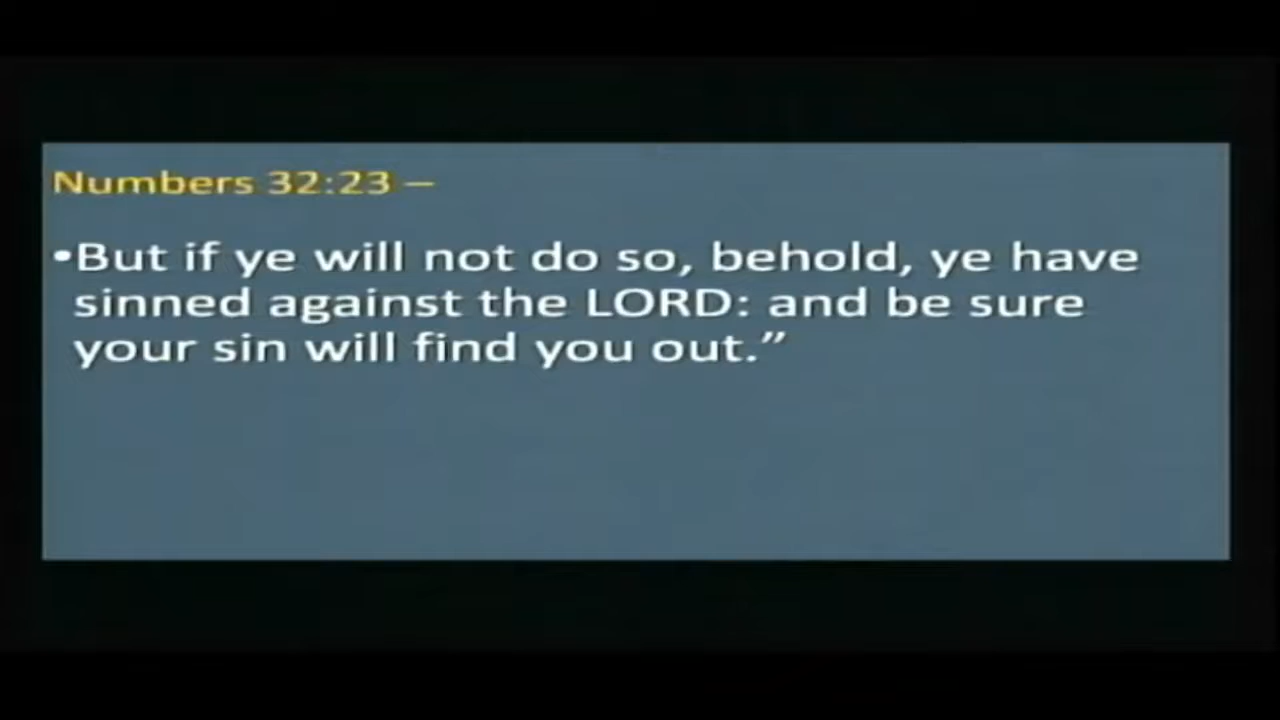 Numbers 32:23 –
•But if ye will not do so, behold, ye have
sinned against the LORD: and be sure
your sin will find you out.”